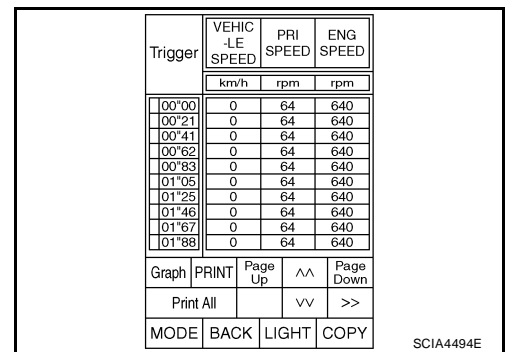 Trigger VEHIC-LE SPEED PRI SPEED ENG SPEED
km/h rpm rpm
00"00 0 64 640
00"21 0 64 640
00"41 0 64 640
00"62 0 64 640
00"83 0 64 640
01"05 0 64 640
01"25 0 64 640
01"46 0 64 640
01"67 0 64 640
01"88 0 64 640
Graph PRINT Page Up ˄˄ Page Down
Print All ˅˅ >>
MODE BACK LIGHT COPY
SCIA4494E